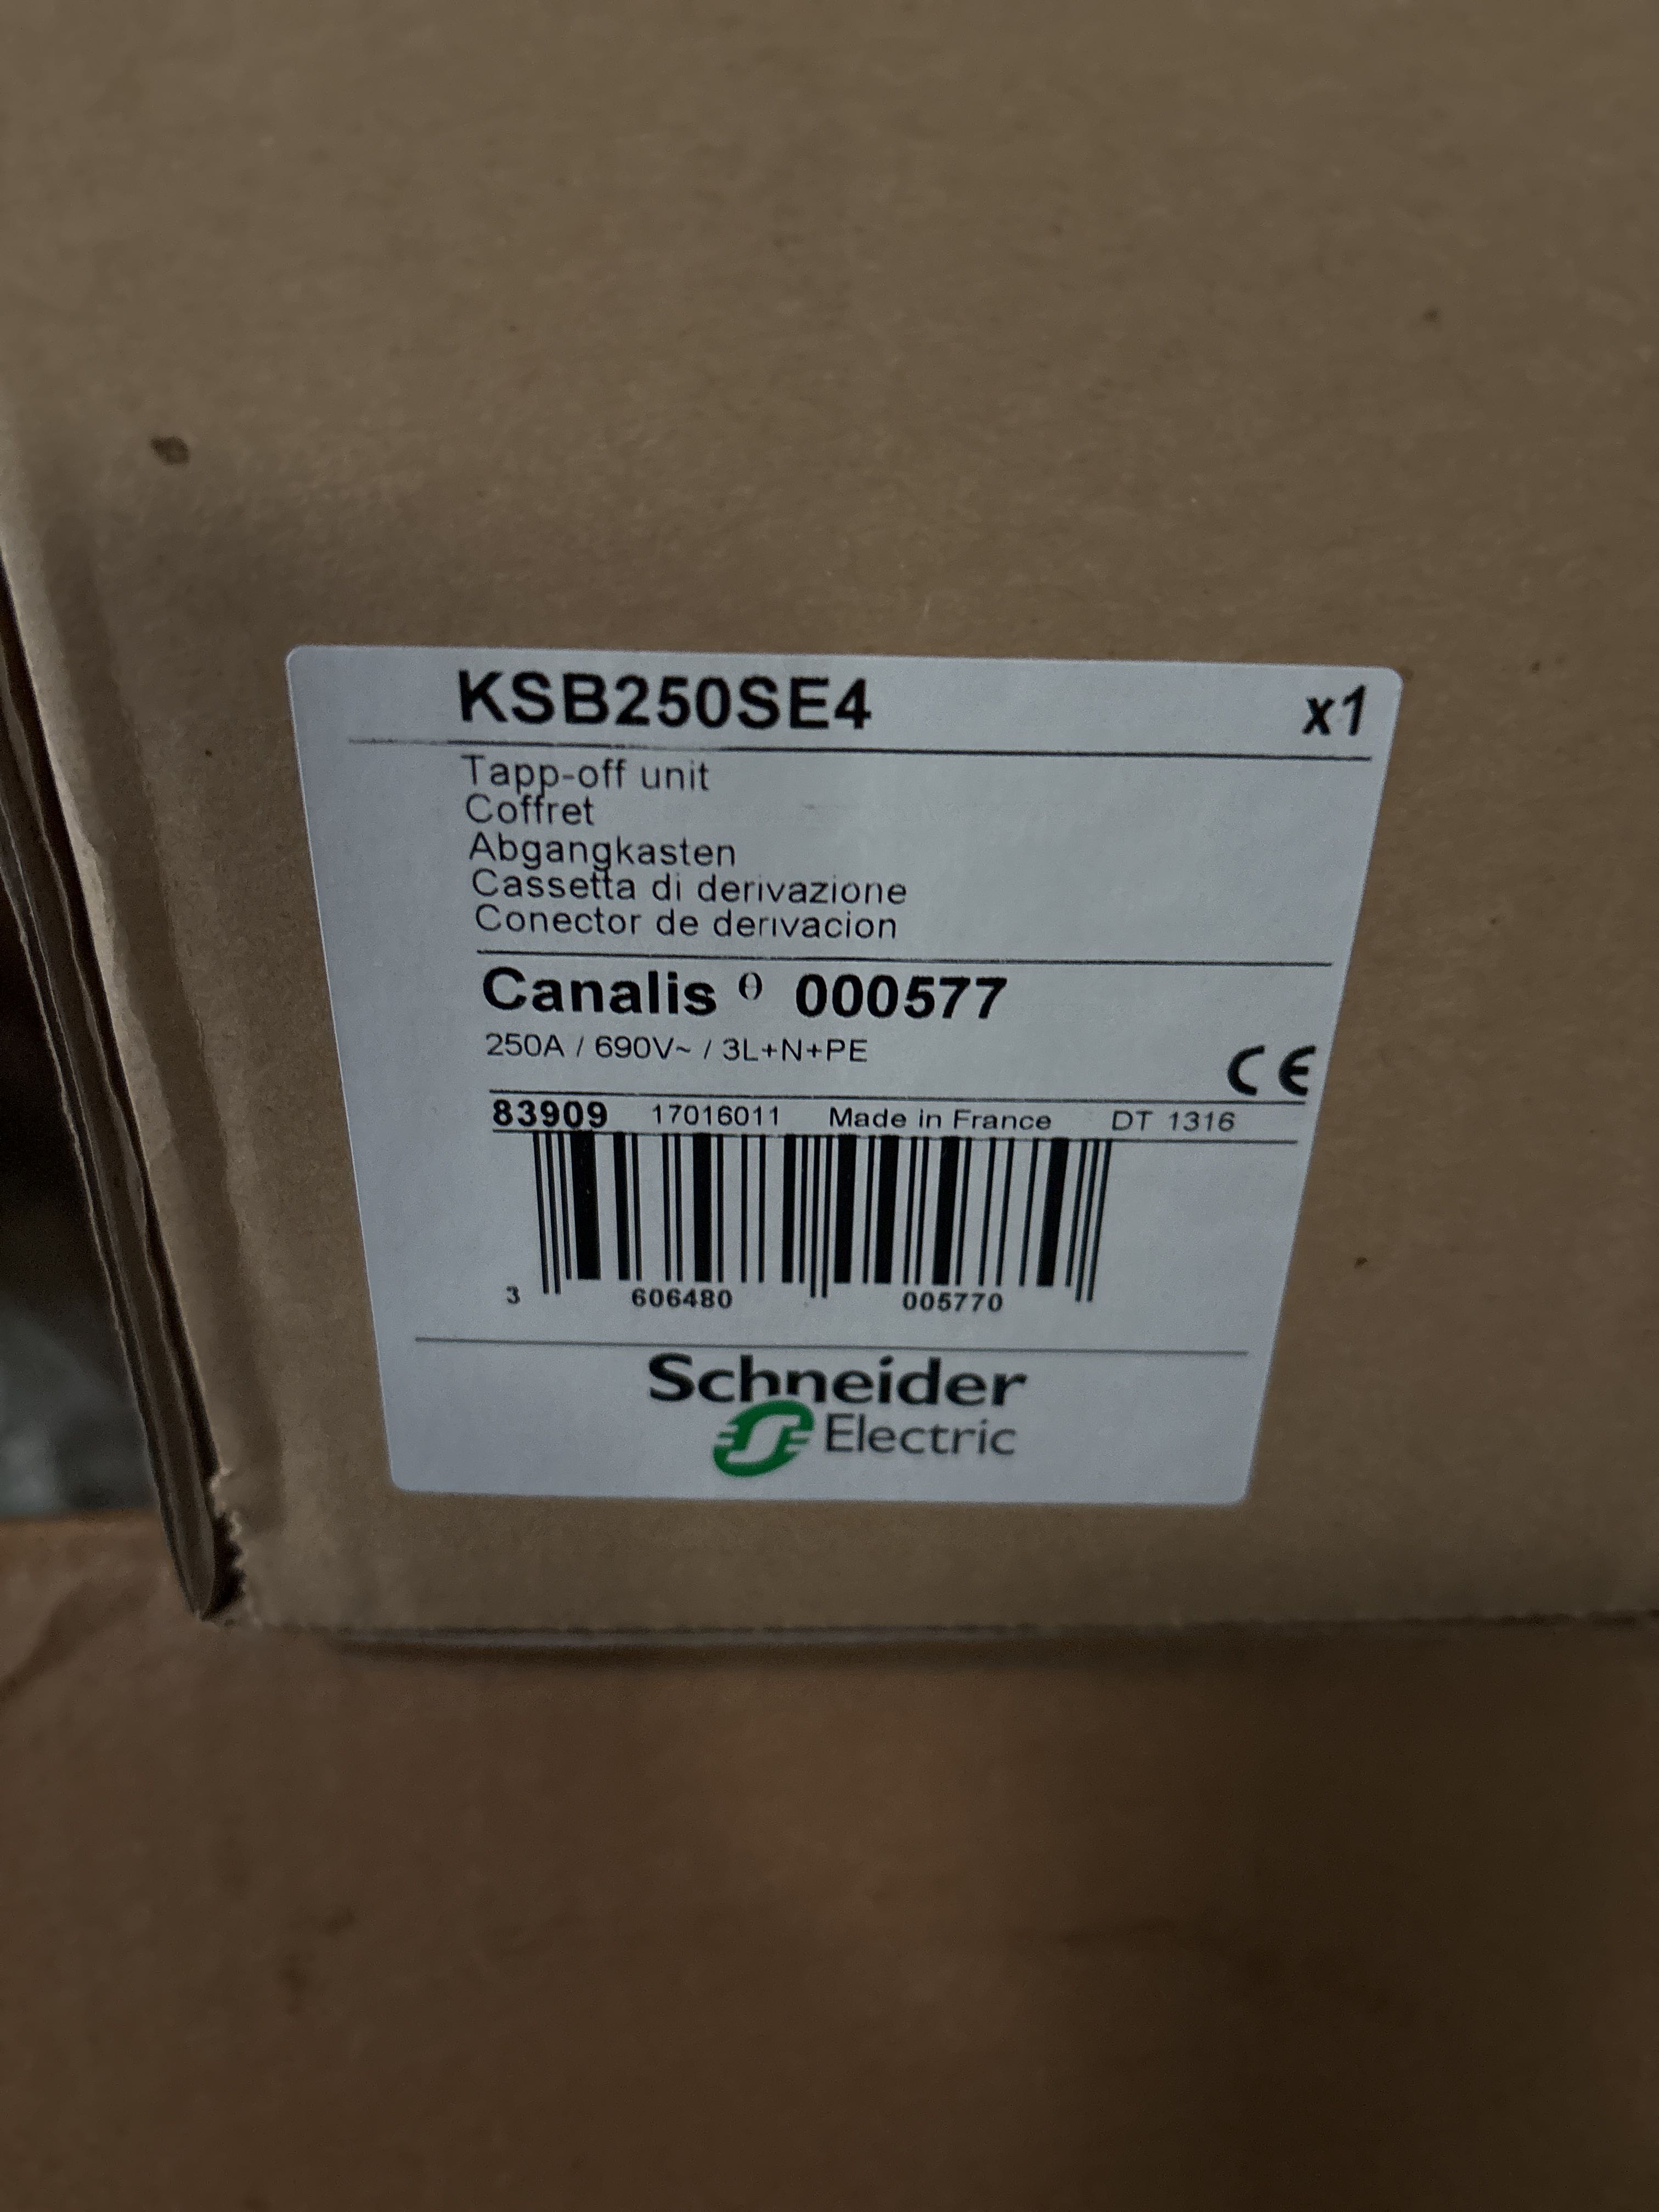 KSB250SE4 x1
Tapp-off unit
Coffret
Abgangkasten
Cassetta di derivazione
Conector de derivacion
Canalis θ 000577
250A / 690V~ / 3L+N+PE
CE
83909 17016011 Made in France DT 1316
3 606480 005770
Schneider
Electric